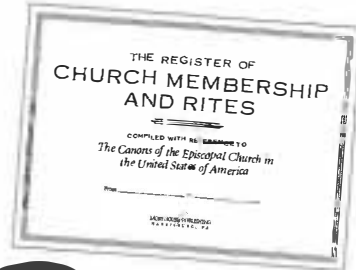 THE REGISTER OF
CHURCH MEMBERSHIP
AND RITES
COMPILED WITH TO
The Canons of the Episcopal Church in
the United States of America
From